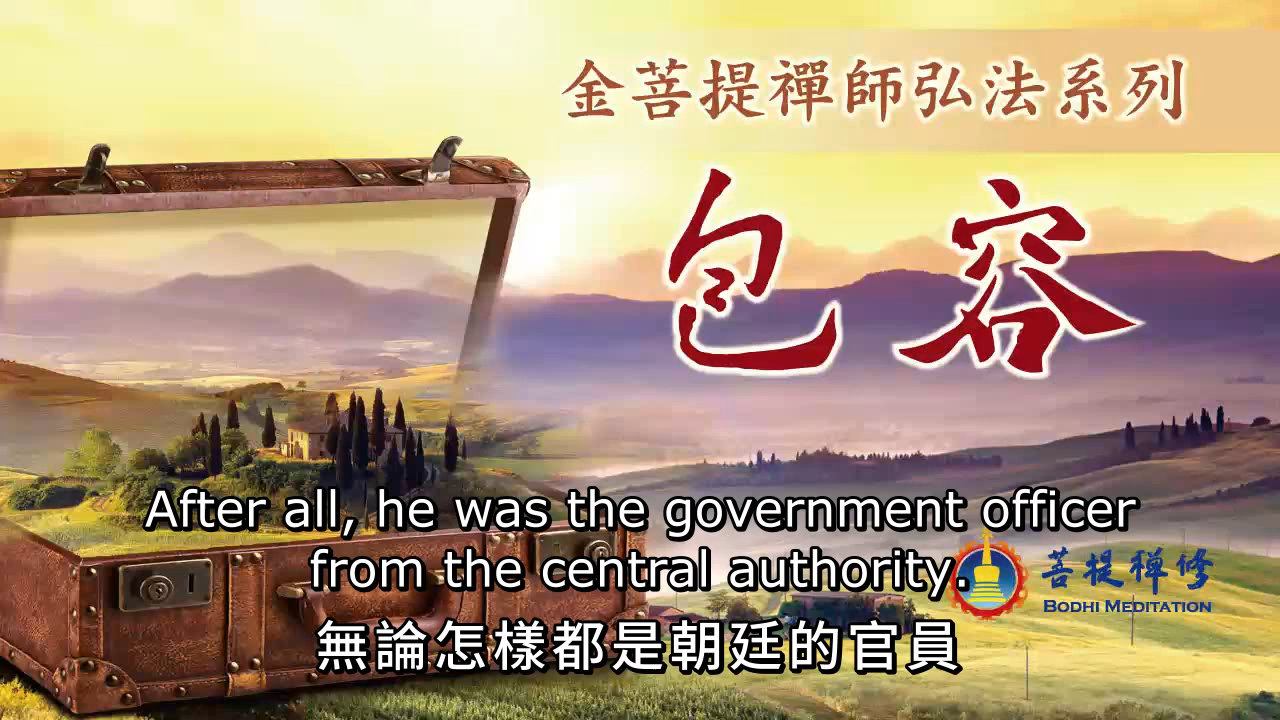 金菩提禪師弘法系列
包容
After all, he was the government officer
from the central authority.
菩提禪修
BODHI MEDITATION
無論怎樣都是朝廷的官員